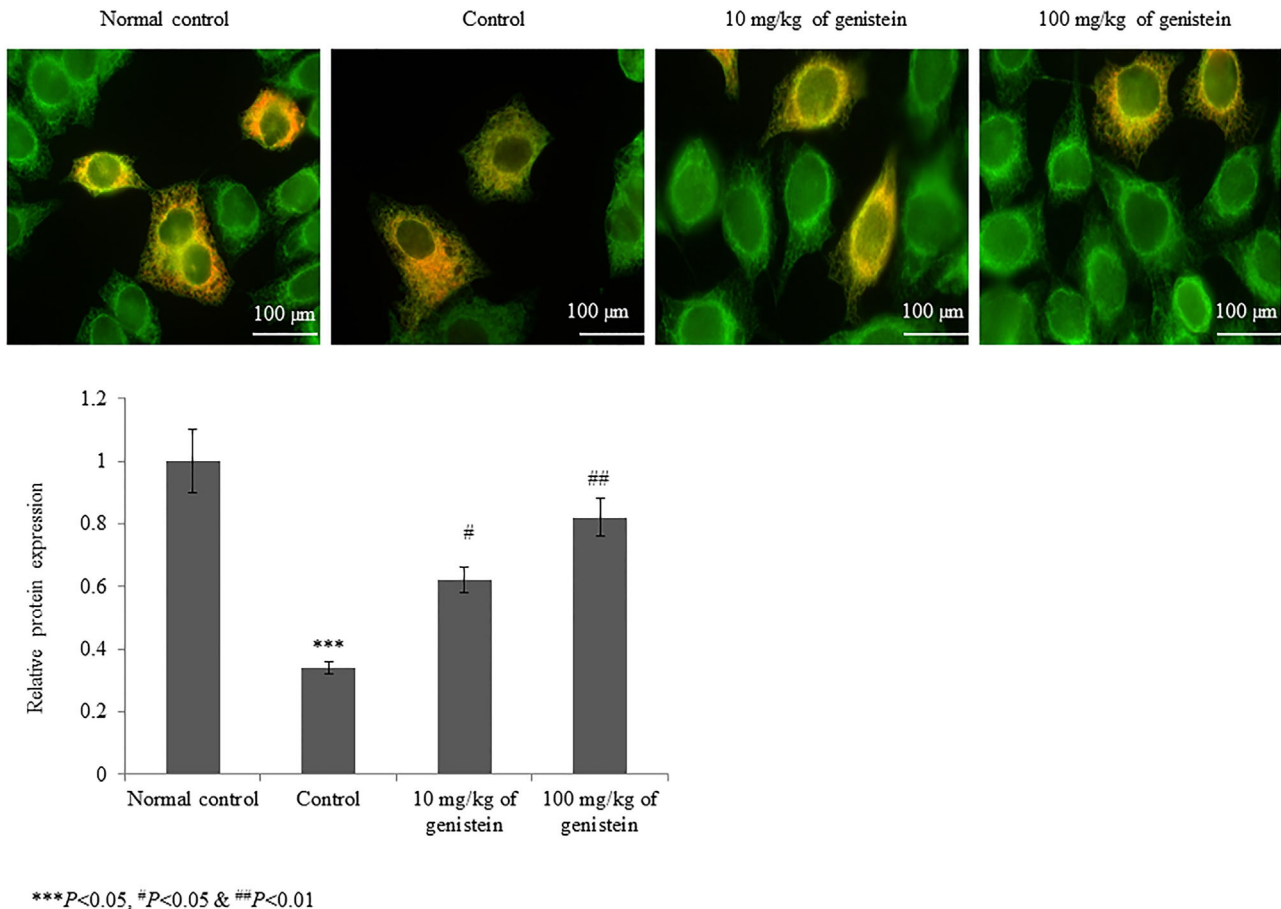 Normal control
Control
10 mg/kg of genistein
100 mg/kg of genistein
100 µm
100 µm
100 µm
100 µm
1.2
1
0.8
0.6
0.4
0.2
0
Relative protein expression
***
#
##
Normal control
Control
10 mg/kg of
genistein
100 mg/kg of
genistein
***P<0.05, #P<0.05 & ##P<0.01